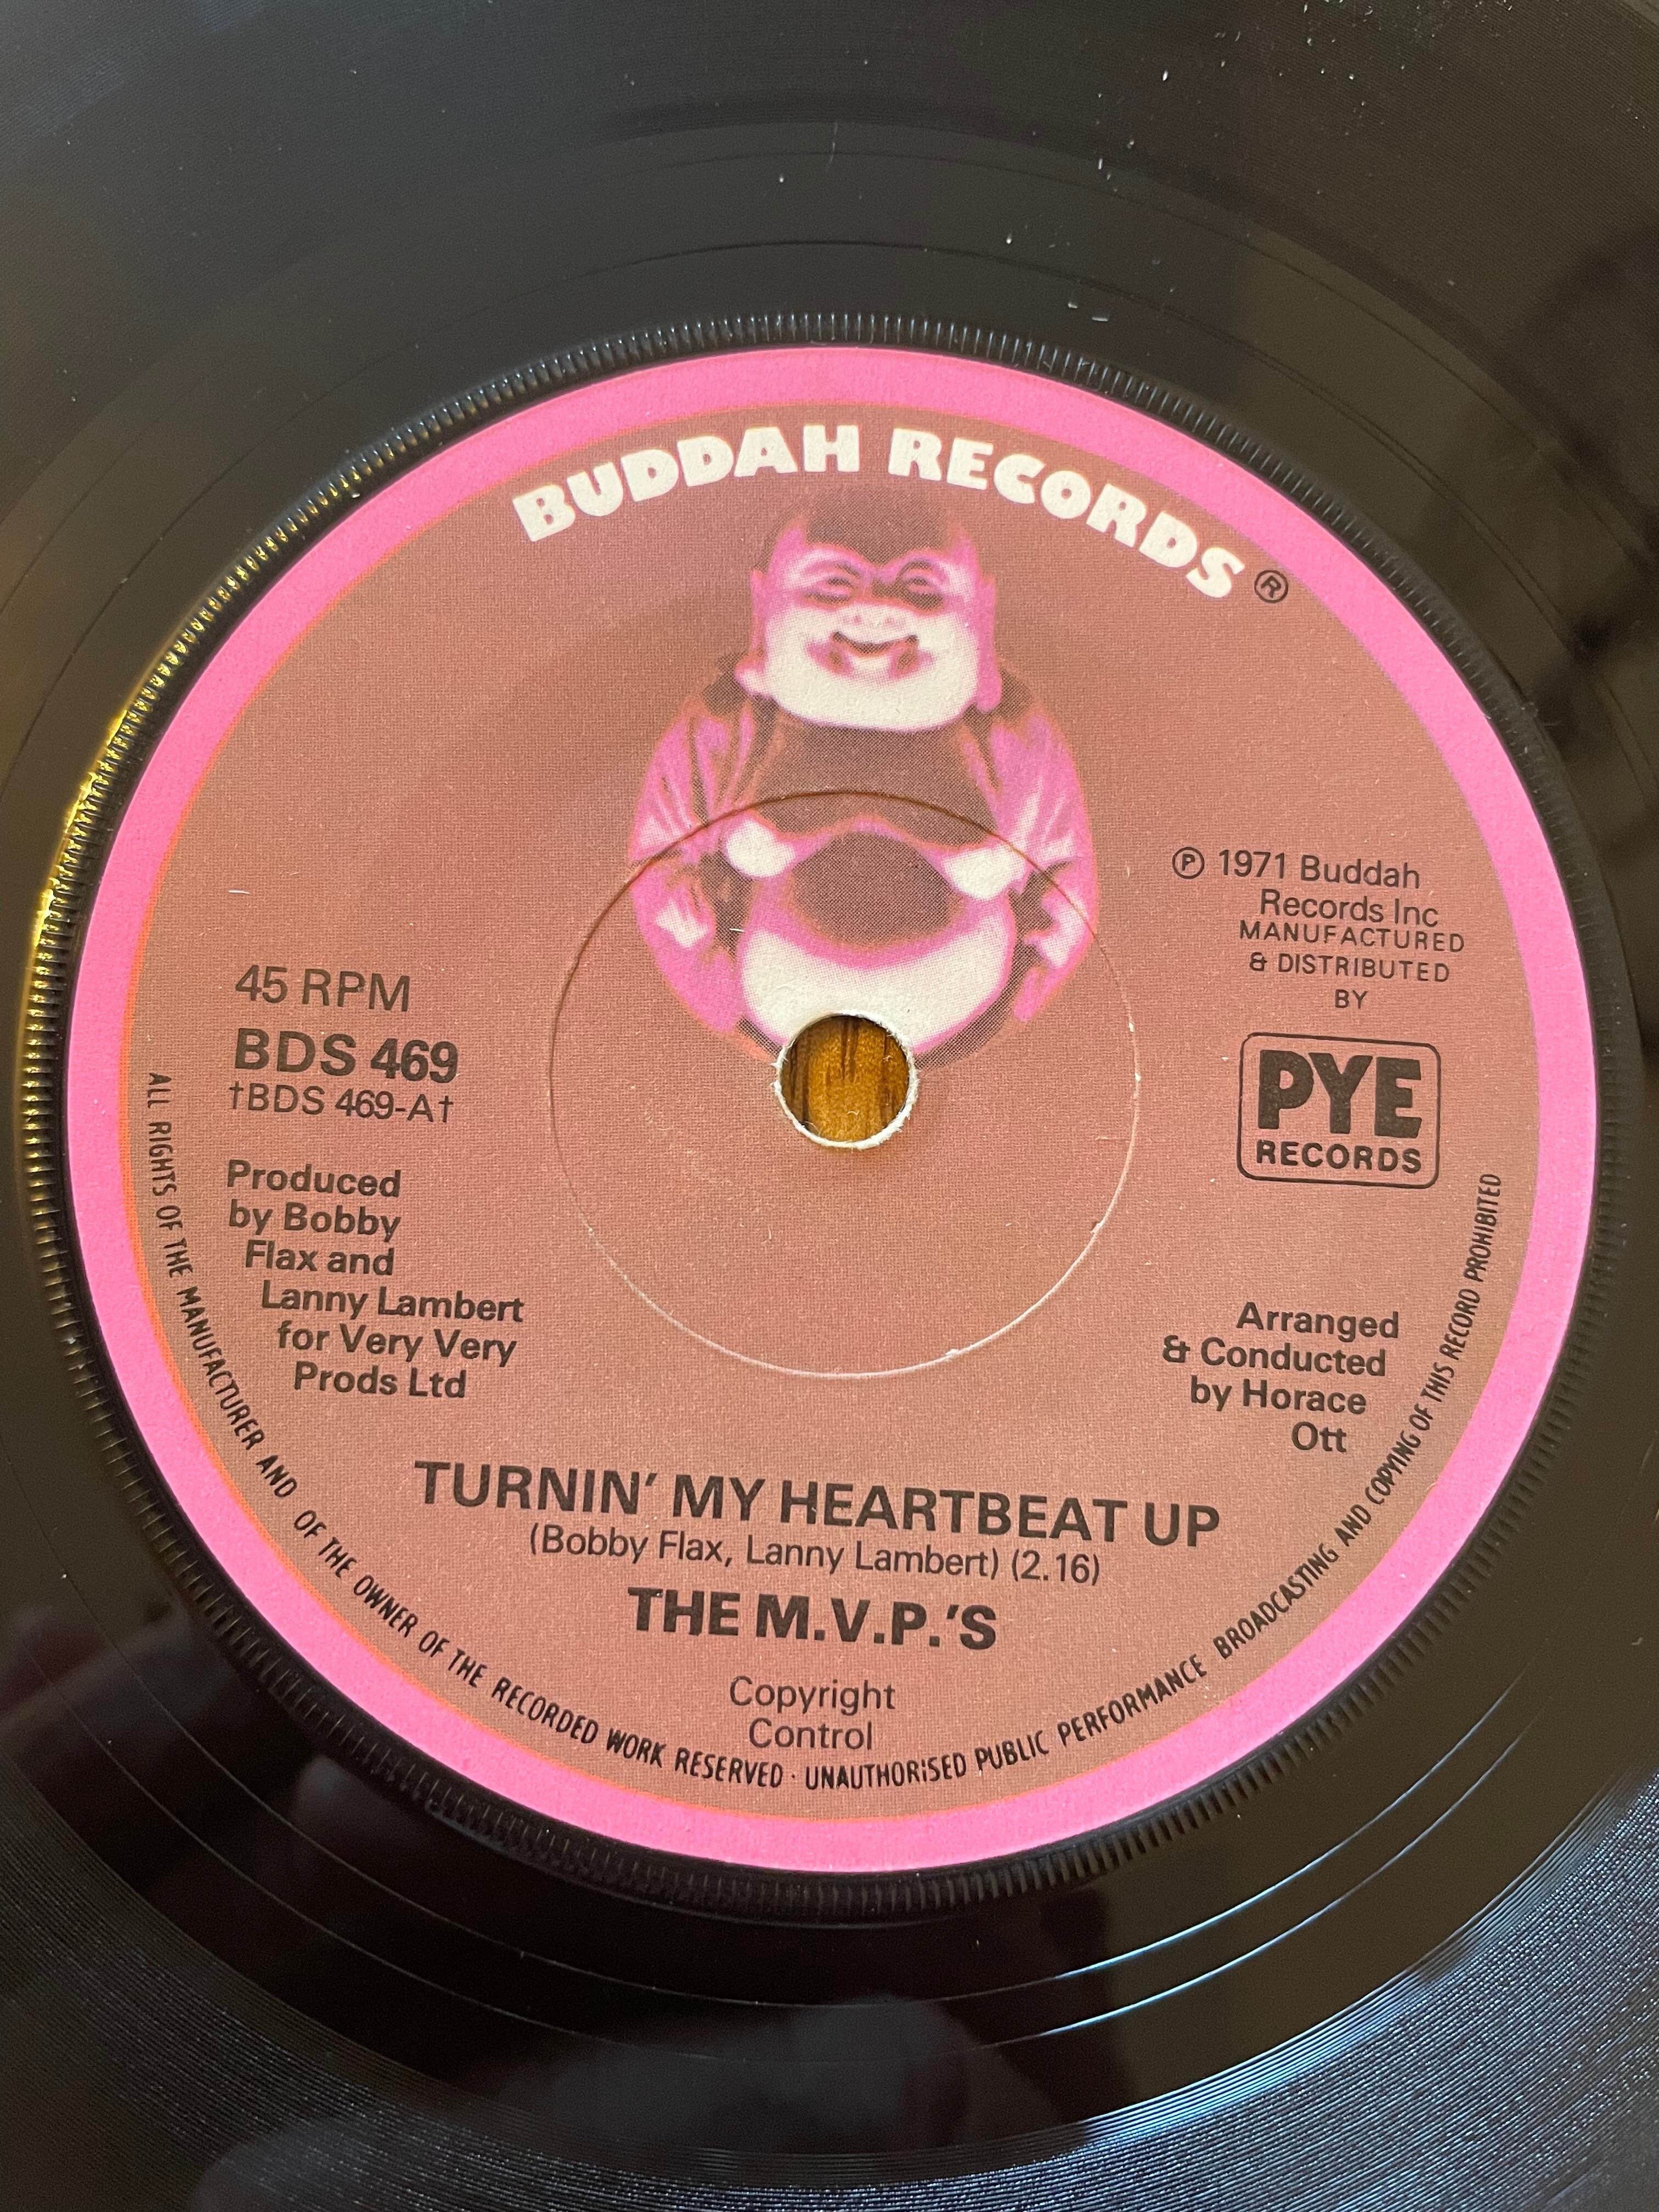 BUDDAH RECORDS ®
℗ 1971 Buddah
Records Inc
MANUFACTURED
& DISTRIBUTED
BY
PYE
RECORDS
45 RPM
BDS 469
†BDS 469-A†
Produced
by Bobby
Flax and
Lanny Lambert
for Very Very
Prods Ltd
Arranged
& Conducted
by Horace
Ott
TURNIN' MY HEARTBEAT UP
(Bobby Flax, Lanny Lambert) (2.16)
THE M.V.P.'S
Copyright
Control
ALL RIGHTS OF THE MANUFACTURER AND OF THE OWNER OF THE RECORDED WORK RESERVED · UNAUTHORISED PUBLIC PERFORMANCE BROADCASTING AND COPYING OF THIS RECORD PROHIBITED